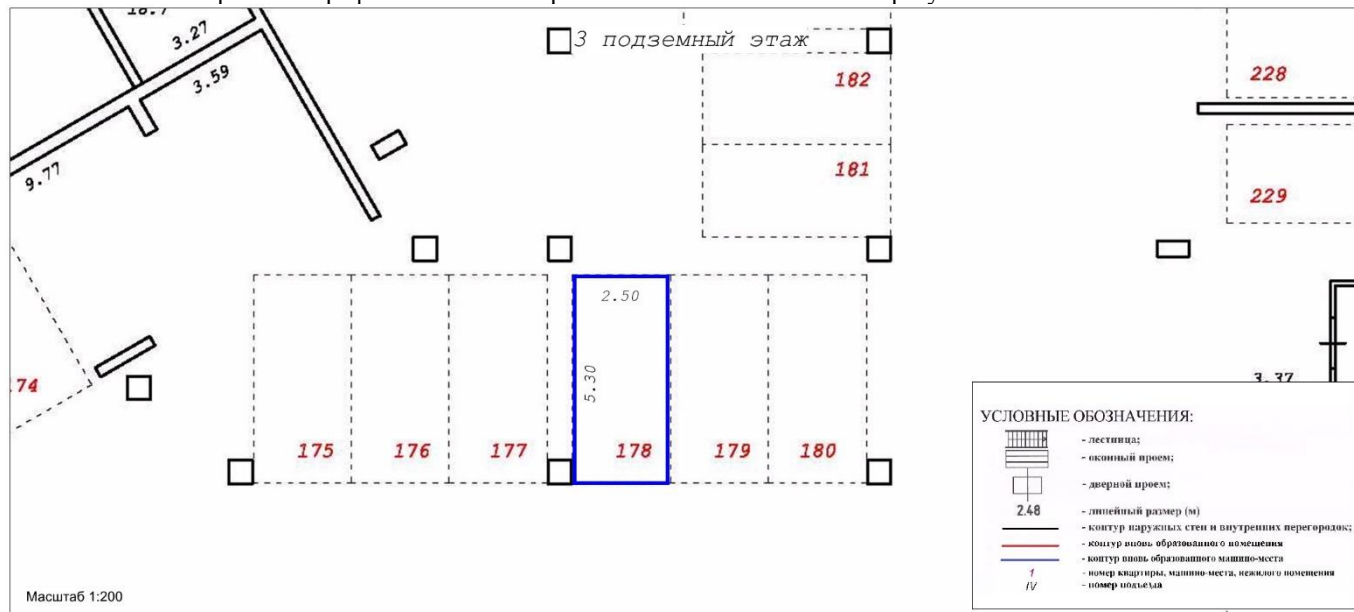 3.27
3 подземный этаж
3.59
182
228
9.77
181
229
2.50
5.30
74
3.37
175 176 177 178 179 180
УСЛОВНЫЕ ОБОЗНАЧЕНИЯ:
- лестница;
- оконный проем;
- дверной проем;
2.48 - линейный размер (м)
- контур наружных стен и внутренних перегородок;
- контур вновь образованного помещения
- контур вновь образованного машино-места
1 - номер квартиры, машино-места, нежилого помещения
IV - номер подъезда
Масштаб 1:200